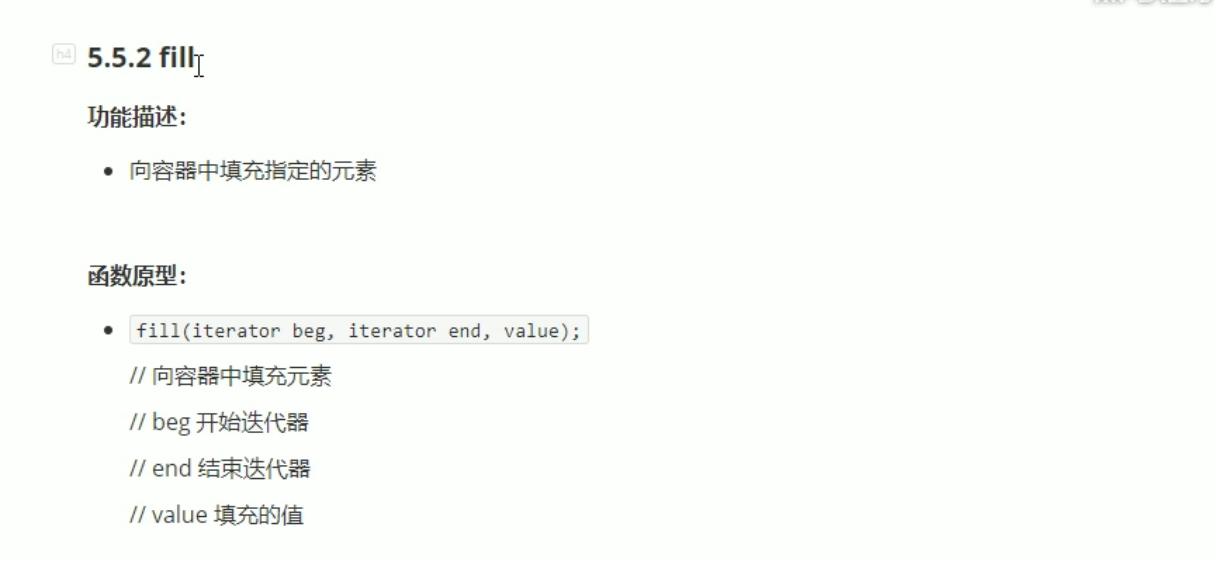 h4
5.5.2 fill
功能描述：
向容器中填充指定的元素
函数原型：
fill(iterator beg, iterator end, value);
// 向容器中填充元素
// beg 开始迭代器
// end 结束迭代器
// value 填充的值